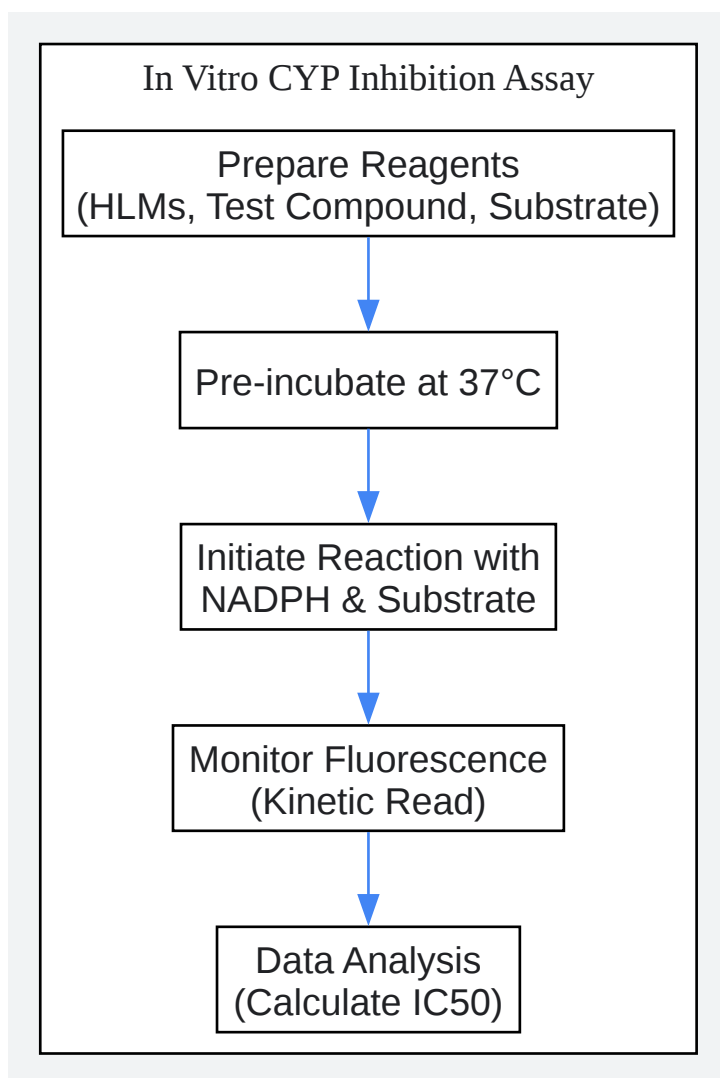 In Vitro CYP Inhibition Assay
Prepare Reagents
(HLMs, Test Compound, Substrate)
Pre-incubate at 37°C
Initiate Reaction with
NADPH & Substrate
Monitor Fluorescence
(Kinetic Read)
Data Analysis
(Calculate IC50)